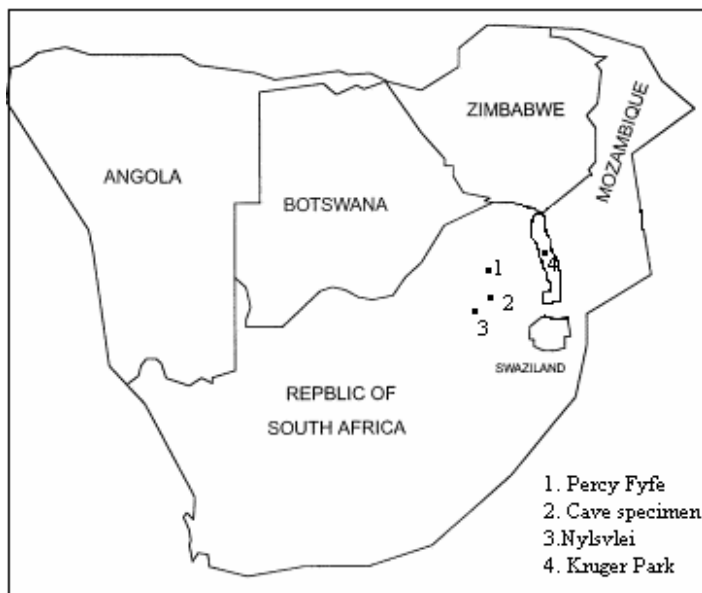 ZIMBABWE
MOZAMBIQUE
ANGOLA
BOTSWANA
4
1
2
3
SWAZILAND
REPBLIC OF
SOUTH AFRICA
1. Percy Fyfe
2. Cave specimen
3.Nylsvlei
4. Kruger Park